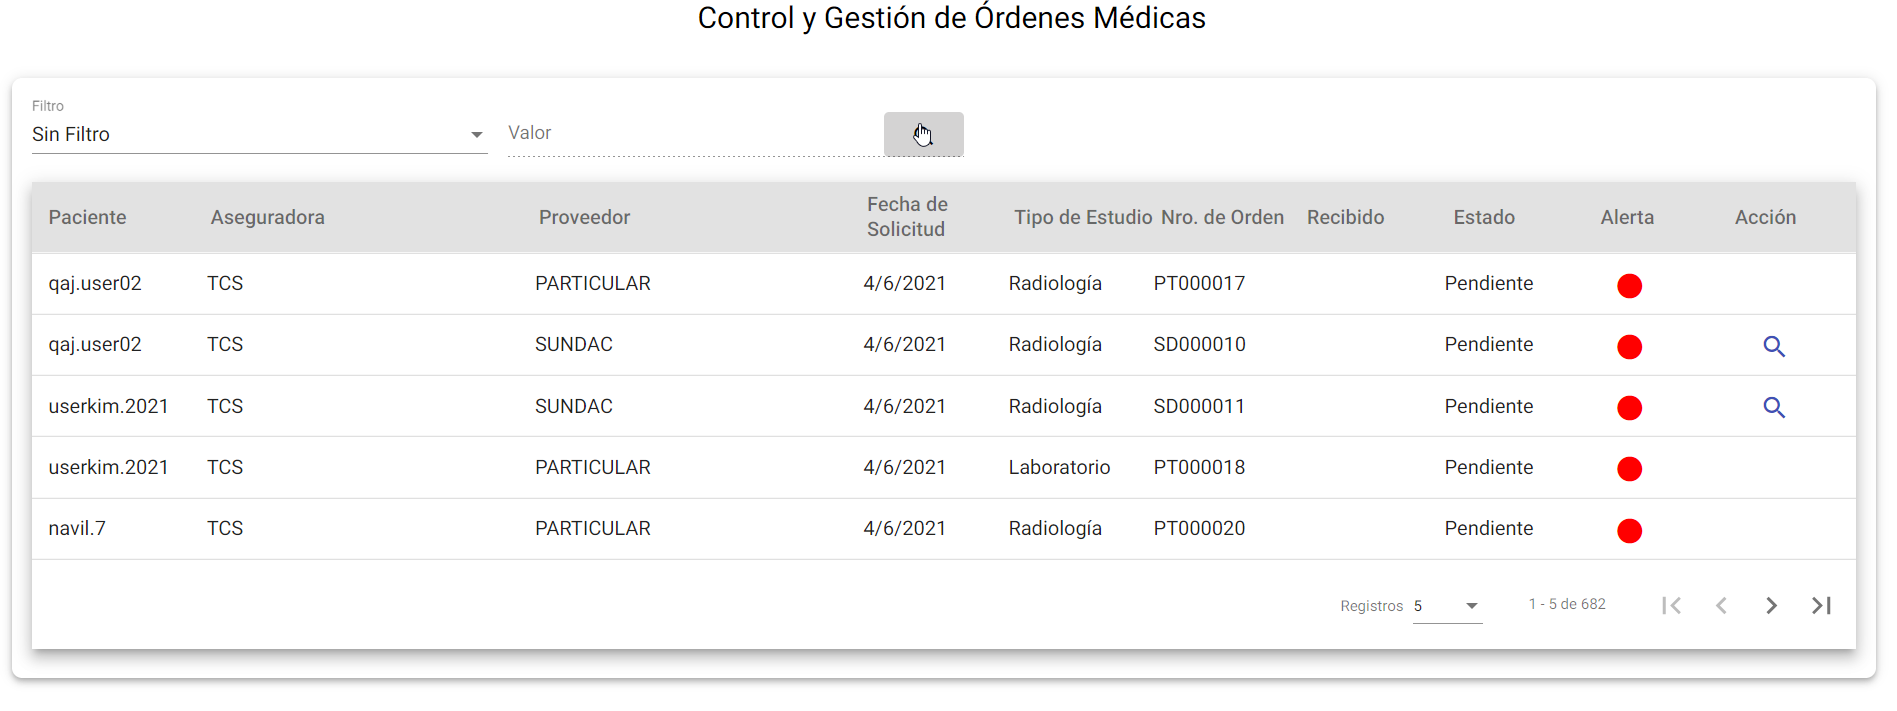 Control y Gestión de Órdenes Médicas
Filtro
Sin Filtro
Valor
Paciente Aseguradora Proveedor Fecha de Solicitud Tipo de Estudio Nro. de Orden Recibido Estado Alerta Acción
qaj.user02 TCS PARTICULAR 4/6/2021 Radiología PT000017 Pendiente
qaj.user02 TCS SUNDAC 4/6/2021 Radiología SD000010 Pendiente
userkim.2021 TCS SUNDAC 4/6/2021 Radiología SD000011 Pendiente
userkim.2021 TCS PARTICULAR 4/6/2021 Laboratorio PT000018 Pendiente
navil.7 TCS PARTICULAR 4/6/2021 Radiología PT000020 Pendiente
Registros 5 1 - 5 de 682